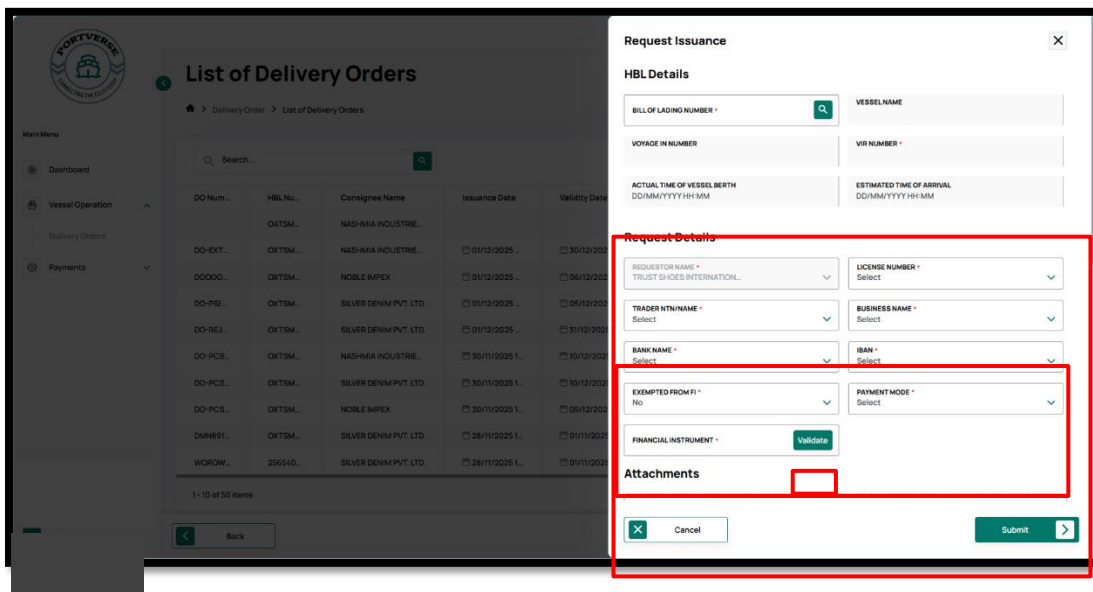 PORTVERSE
List of Delivery Orders
Delivery Order > List of Delivery Orders
Main Menu
Dashboard
Vessel Operation
Delivery Orders
Payments
Search...
DO Num... HBL Nu... Consignee Name Issuance Date Validity Date
OATSM... NASHMIA INDUSTRIE...
DO-EXT... OXTSM... NASHMIA INDUSTRIE... 01/12/2025... 30/12/202
DOOOO... OXTSM... NOBLE IMPEX 01/12/2025... 06/12/202
DO-PSI... OXTSM... SILVER DENIM PVT. LTD. 01/12/2025... 05/12/202
DO-REJ... OXTSM... SILVER DENIM PVT. LTD. 01/12/2025... 31/12/2025
DO-PCS... OXTSM... NASHMIA INDUSTRIE... 30/11/2025 1... 10/12/202
DO-PCS... OXTSM... SILVER DENIM PVT. LTD. 30/11/2025 1... 10/12/202
DO-PCS... OXTSM... NOBLE IMPEX 30/11/2025 1... 05/12/202
DMN891... OXTSM... SILVER DENIM PVT. LTD. 28/11/2025 1... 01/11/2025
WOROW... 256540... SILVER DENIM PVT. LTD. 28/11/2025 1... 01/11/2025
1 - 10 of 50 items
Back
Request Issuance
HBL Details
BILL OF LADING NUMBER * VESSEL NAME
VOYAGE IN NUMBER VIR NUMBER *
ACTUAL TIME OF VESSEL BERTH ESTIMATED TIME OF ARRIVAL
DD/MM/YYYY HH:MM DD/MM/YYYY HH:MM
Request Details
REQUESTOR NAME * LICENSE NUMBER *
TRUST SHOES INTERNATION... Select
TRADER NTN/NAME * BUSINESS NAME *
Select Select
BANK NAME * IBAN *
Select Select
EXEMPTED FROM FI * PAYMENT MODE *
No Select
FINANCIAL INSTRUMENT * Validate
Attachments
Cancel Submit